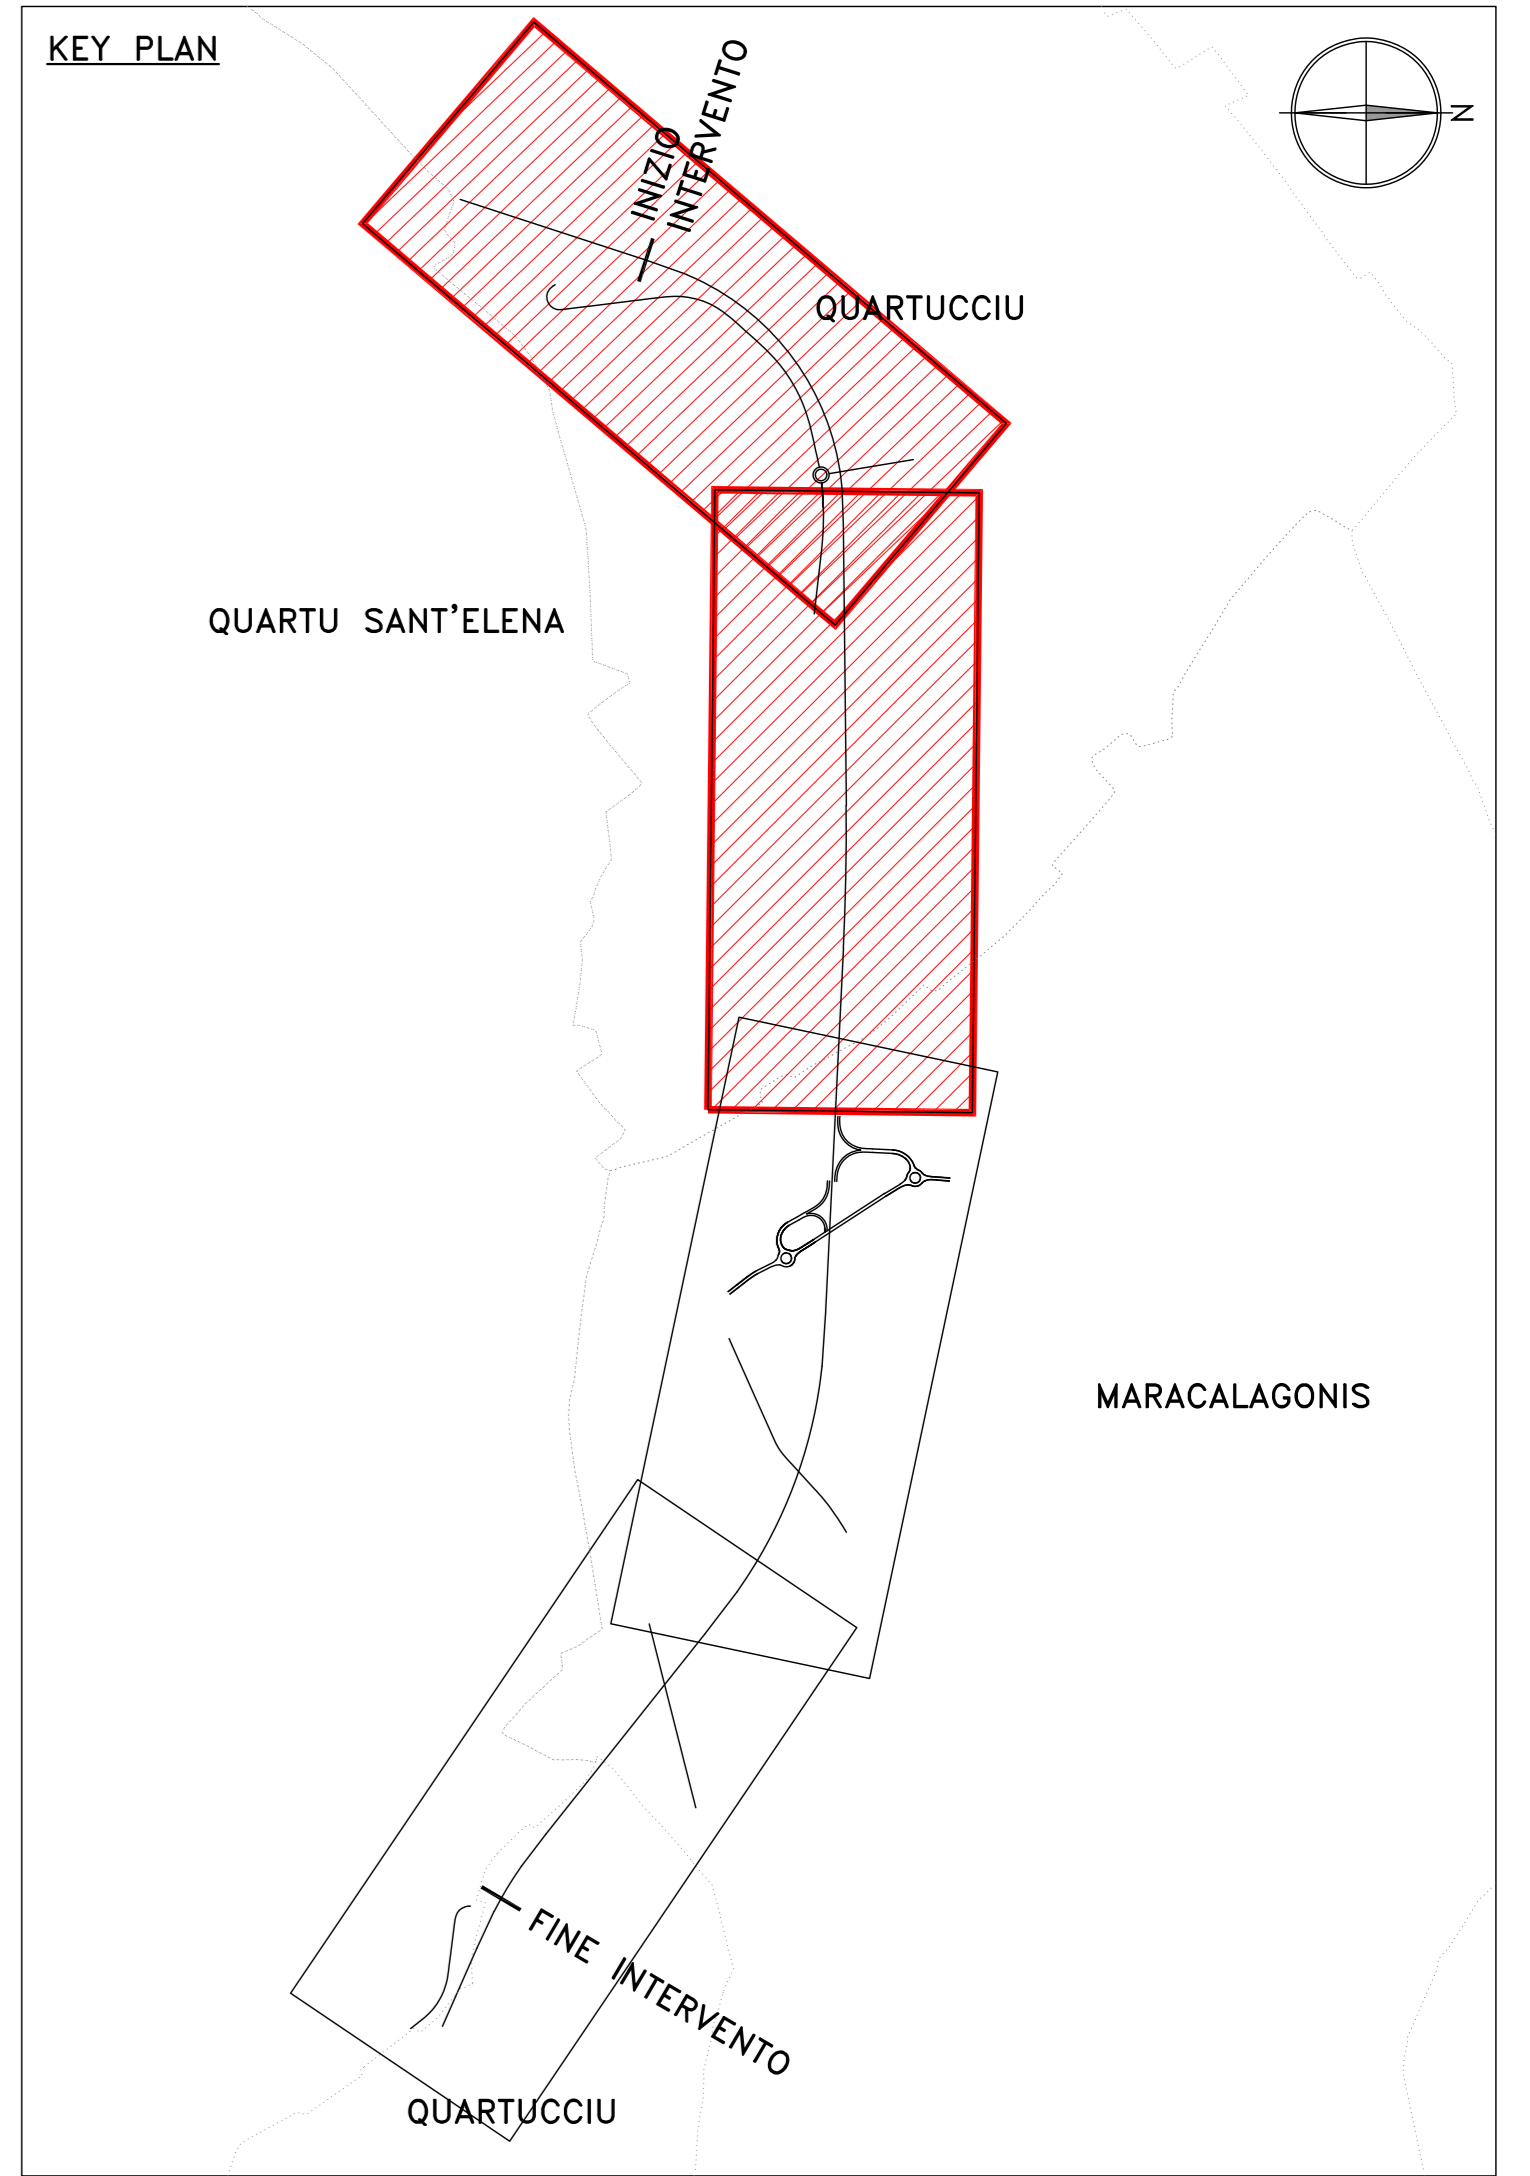 KEY PLAN
N
INIZIO
INTERVENTO
QUARTUCCIU
QUARTU SANT'ELENA
MARACALAGONIS
FINE INTERVENTO
QUARTUCCIU